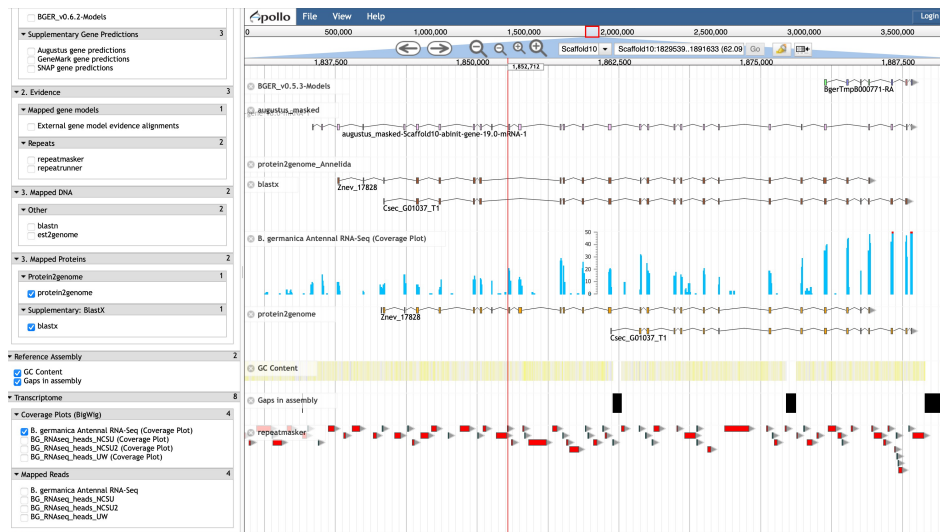 BGER_v0.6.2-Models
Supplementary Gene Predictions 3
Augustus gene predictions
GeneMark gene predictions
SNAP gene predictions
2. Evidence 3
Mapped gene models 1
External gene model evidence alignments
Repeats 2
repeatmasker
repeatrunner
3. Mapped DNA 2
Other 2
blastn
est2genome
3. Mapped Proteins 2
Protein2genome 1
protein2genome
Supplementary: BlastX 1
blastx
Reference Assembly 2
GC Content
Gaps in assembly
Transcriptome 8
Coverage Plots (BigWig) 4
B. germanica Antennal RNA-Seq (Coverage Plot)
BG_RNAseq_heads_NCSU (Coverage Plot)
BG_RNAseq_heads_NCSU2 (Coverage Plot)
BG_RNAseq_heads_UW (Coverage Plot)
Mapped Reads 4
B. germanica Antennal RNA-Seq
BG_RNAseq_heads_NCSU
BG_RNAseq_heads_NCSU2
BG_RNAseq_heads_UW
Apollo File View Help Login
0 500,000 1,000,000 1,500,000 2,000,000 2,500,000 3,000,000 3,500,000
Scaffold10 Scaffold10:1829539..1891633 (62.09 Go
1,837,500 1,850,000 1,862,500 1,875,000 1,887,500
1,852,712
BGER_v0.5.3-Models
BgerTmpB000771-RA
augustus_masked
augustus_masked-Scaffold10-abinit-gene-19.0-mRNA-1
protein2genome_Annelida
blastx
Znev_17828
Csec_G01037_T1
B. germanica Antennal RNA-Seq (Coverage Plot)
50
40
30
20
10
0
protein2genome
Znev_17828
Csec_G01037_T1
GC Content
Gaps in assembly
repeatmasker